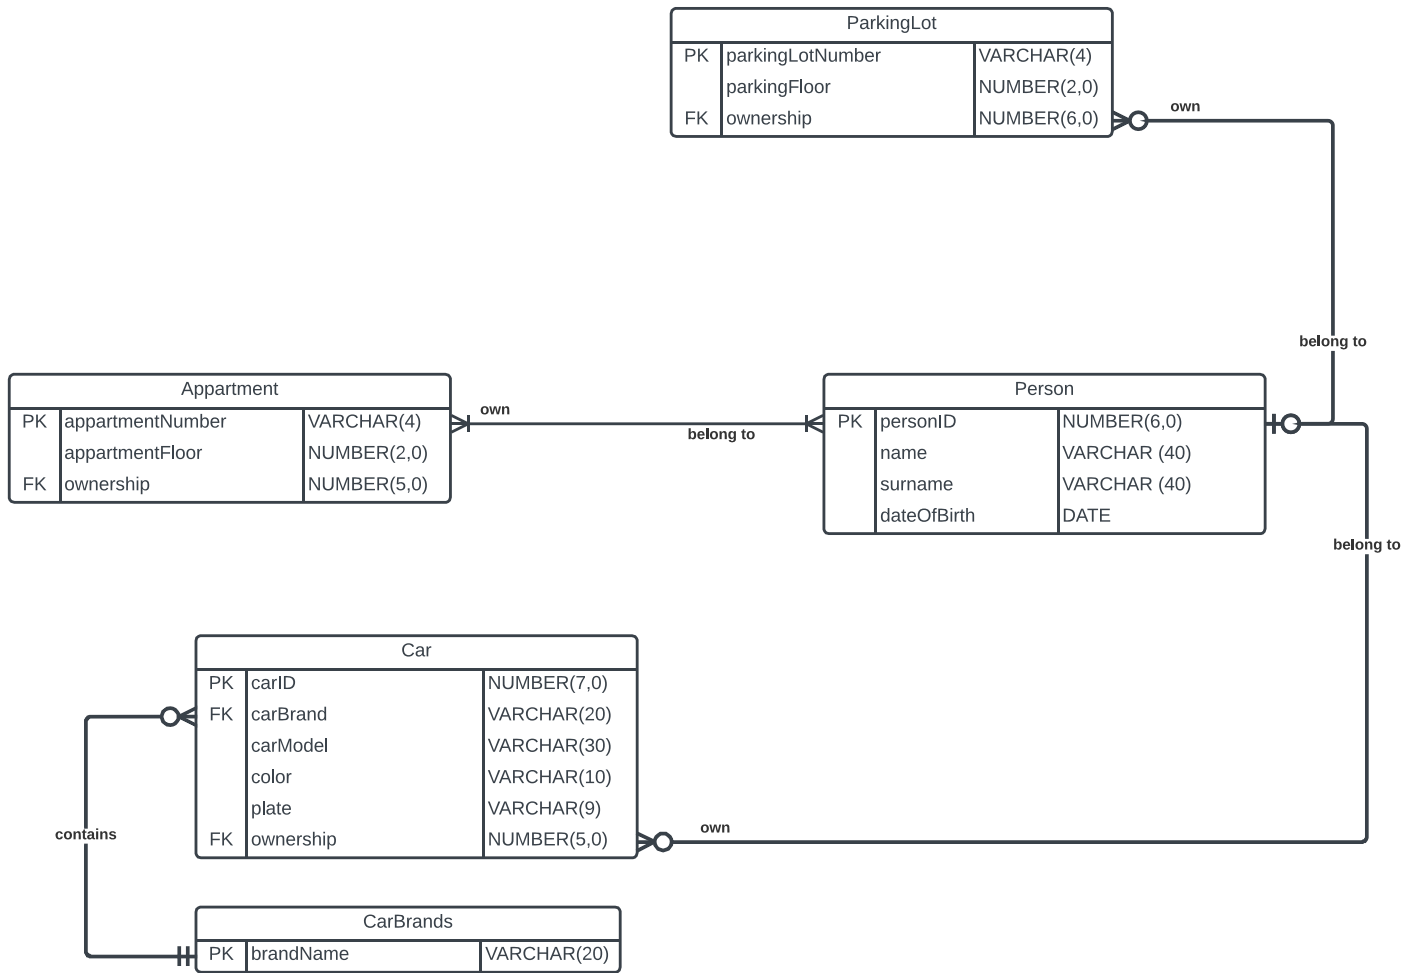 ParkingLot
PK parkingLotNumber VARCHAR(4)
parkingFloor NUMBER(2,0)
FK ownership NUMBER(6,0)
own
belong to
Appartment
PK appartmentNumber VARCHAR(4)
appartmentFloor NUMBER(2,0)
FK ownership NUMBER(5,0)
own
belong to
Person
PK personID NUMBER(6,0)
name VARCHAR (40)
surname VARCHAR (40)
dateOfBirth DATE
belong to
Car
PK carID NUMBER(7,0)
FK carBrand VARCHAR(20)
carModel VARCHAR(30)
color VARCHAR(10)
plate VARCHAR(9)
FK ownership NUMBER(5,0)
own
contains
CarBrands
PK brandName VARCHAR(20)